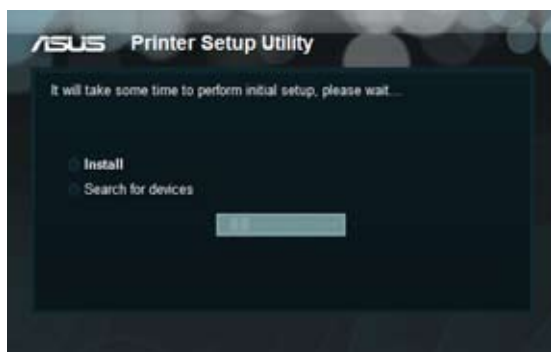 ASUS Printer Setup Utility
It will take some time to perform initial setup, please wait...
Install
Search for devices